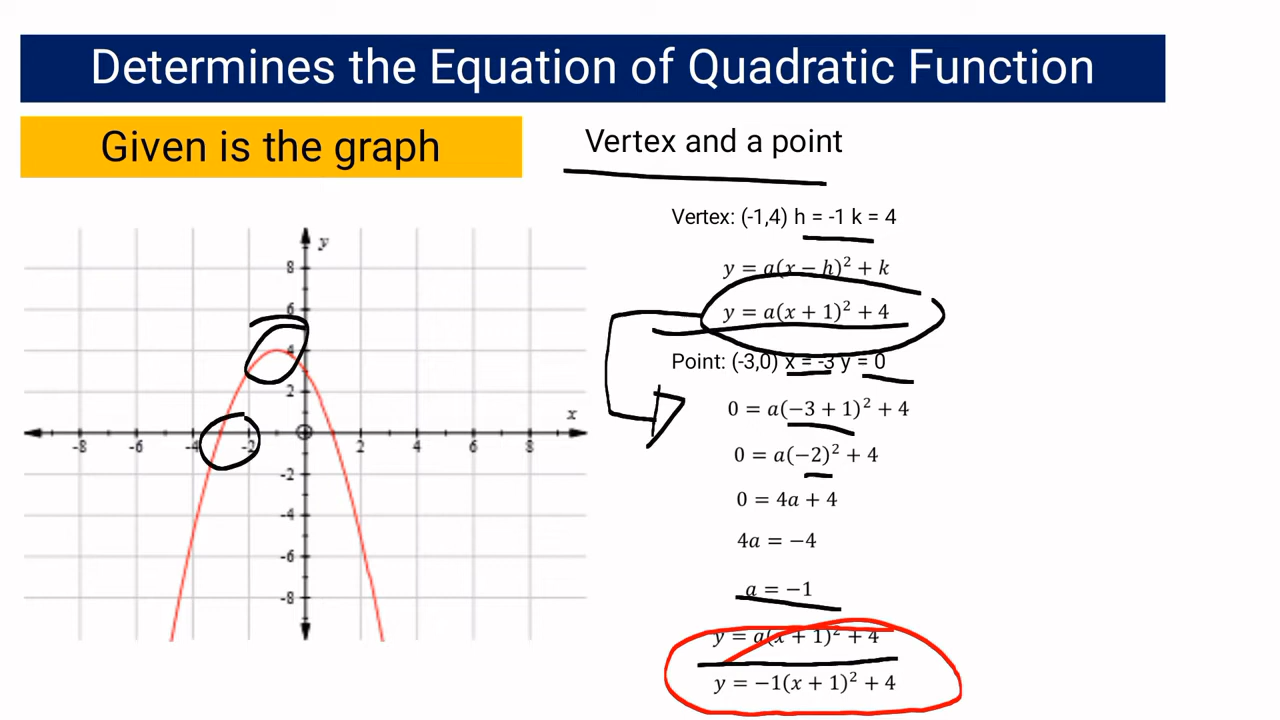 Determines the Equation of Quadratic Function
Given is the graph
Vertex and a point
Vertex: (-1,4) h = -1 k = 4
y = a(x − h)² + k
y = a(x + 1)² + 4
Point: (-3,0) x = -3 y = 0
0 = a(−3 + 1)² + 4
0 = a(−2)² + 4
0 = 4a + 4
4a = −4
a = −1
y = a(x + 1)² + 4
y = −1(x + 1)² + 4
y
8
6
4
2
x
-8 -6 -4 -2 2 4 6 8
-2
-4
-6
-8